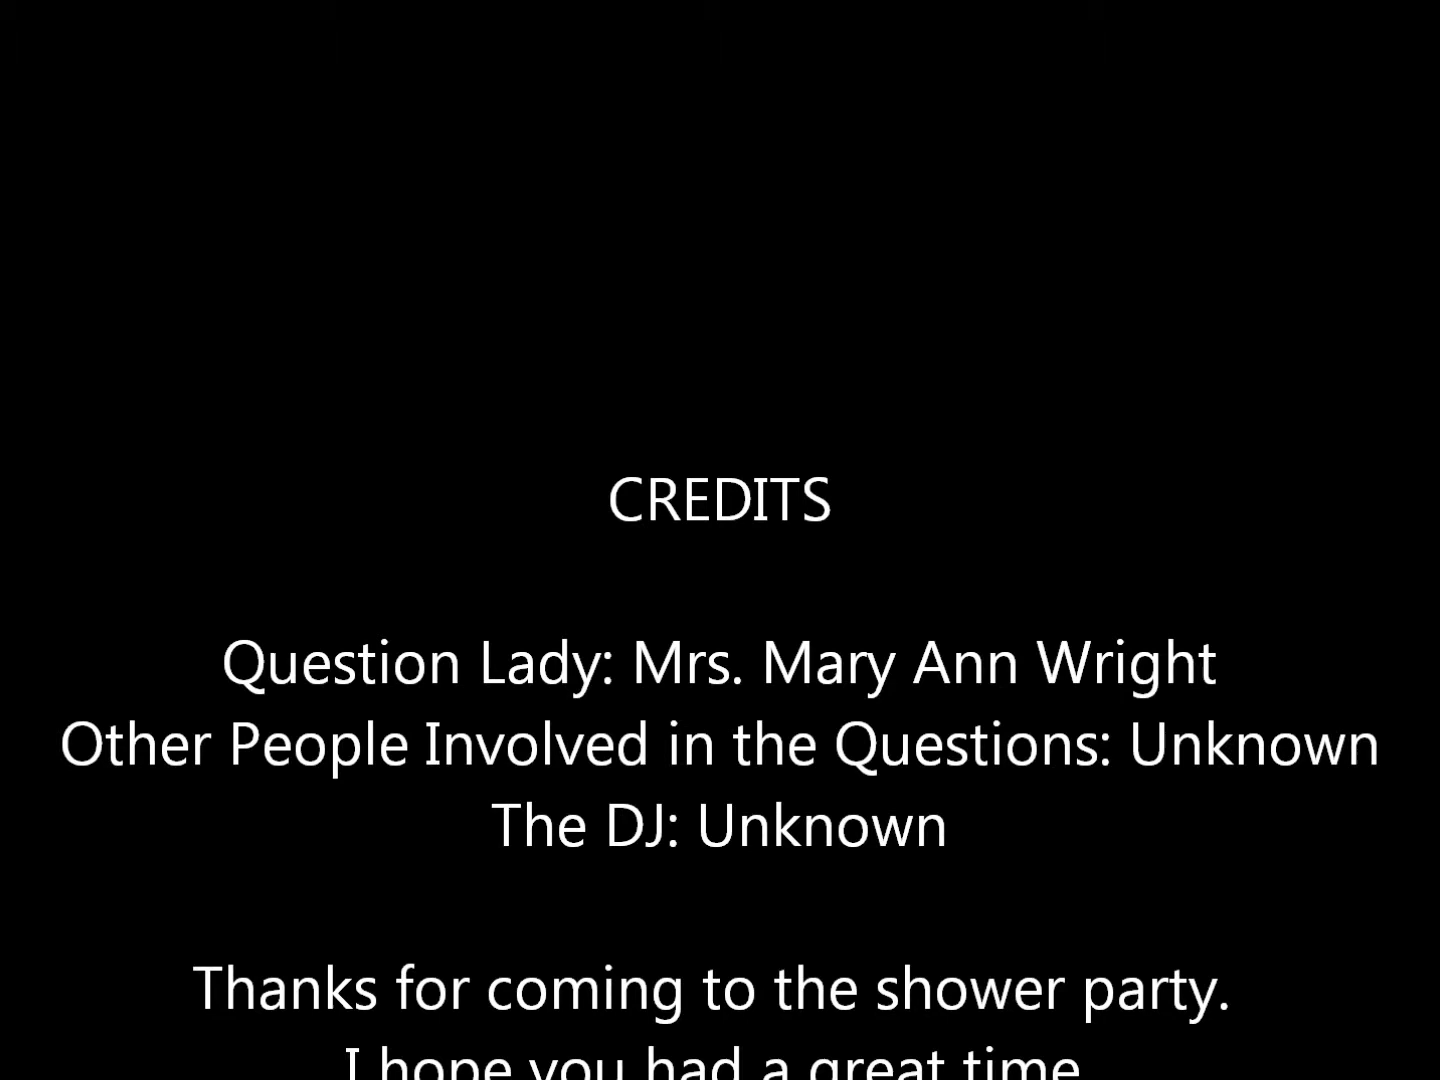 CREDITS
Question Lady: Mrs. Mary Ann Wright
Other People Involved in the Questions: Unknown
The DJ: Unknown
Thanks for coming to the shower party.
I hope you had a great time